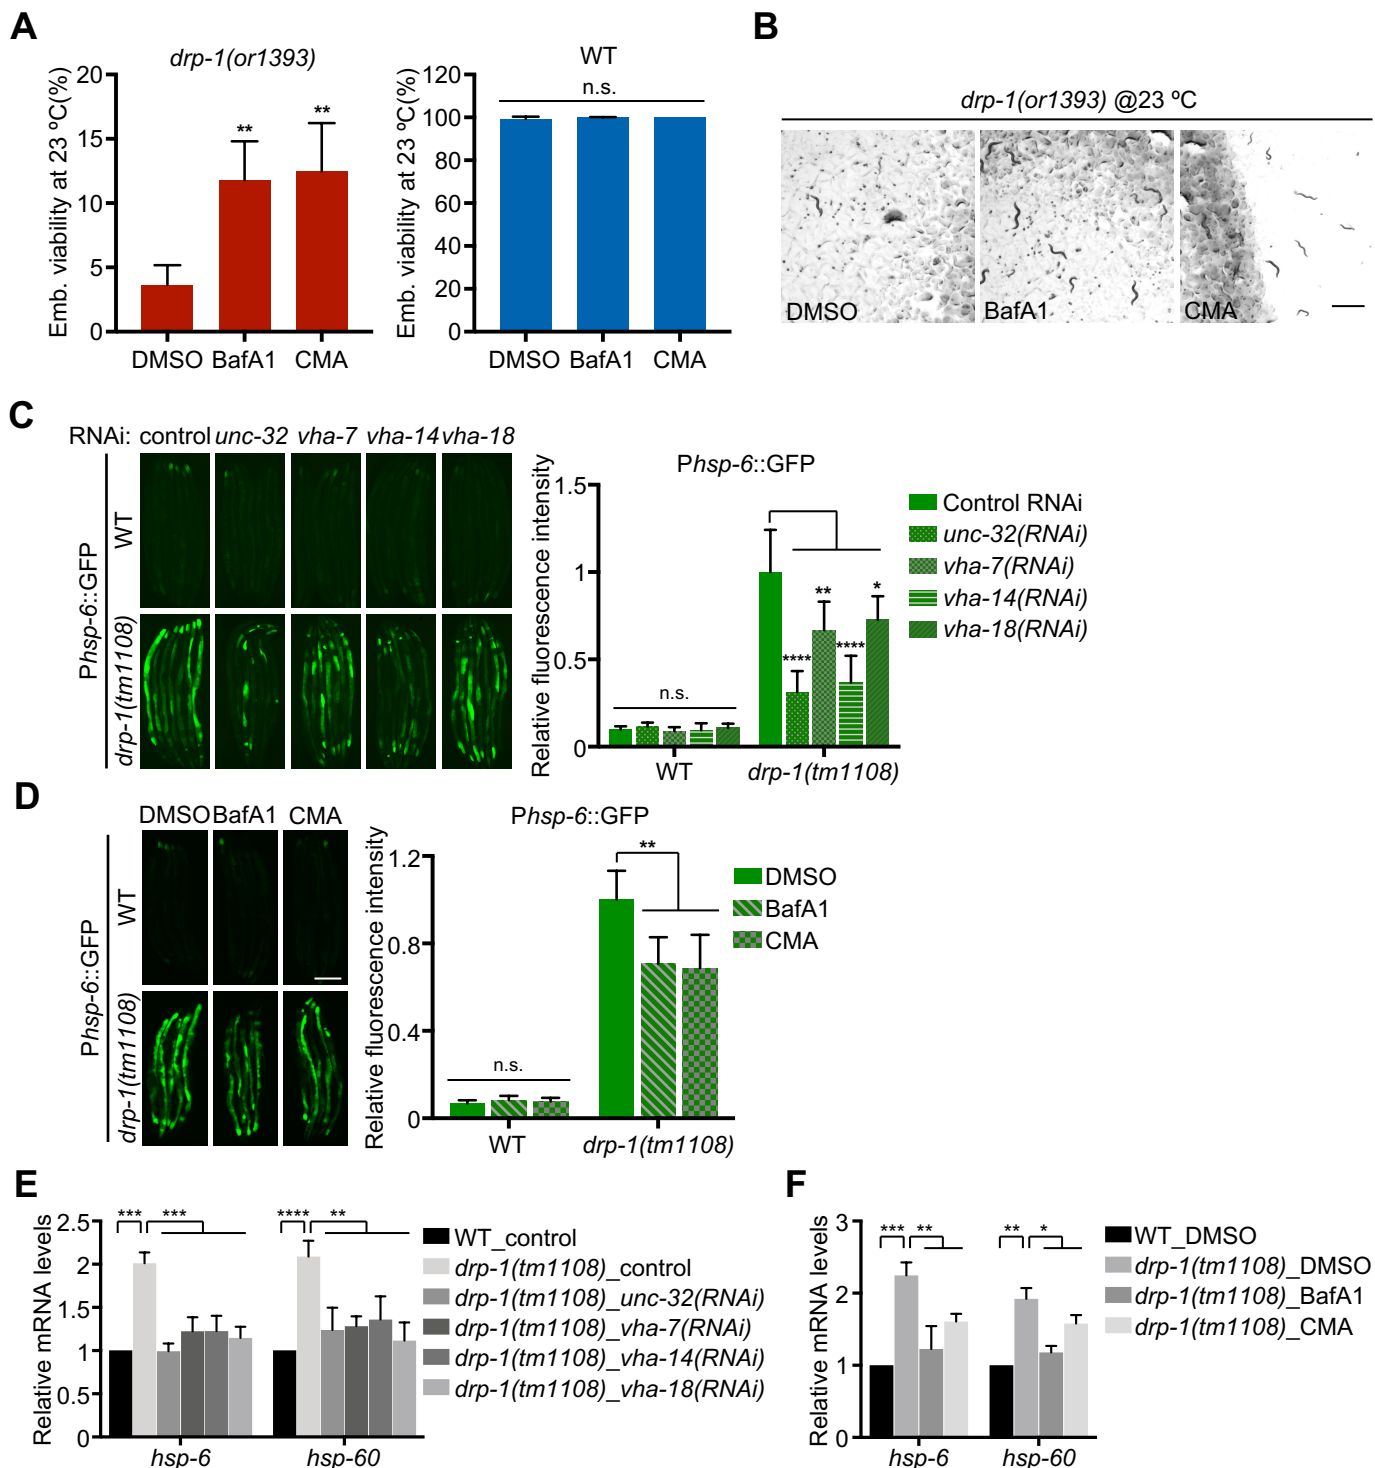 A
drp-1(or1393)
Emb. viability at 23 ºC(%)
20
15
10
5
0
**
**
DMSO BafA1 CMA
WT
Emb. viability at 23 ºC(%)
120
100
80
60
40
20
0
n.s.
DMSO BafA1 CMA
B
drp-1(or1393) @23 ºC
DMSO
BafA1
CMA
C
RNAi: control unc-32 vha-7 vha-14 vha-18
Phsp-6::GFP
WT
drp-1(tm1108)
Phsp-6::GFP
Relative fluorescence intensity
1.5
1
0.5
0
n.s.
****
**
****
*
WT
drp-1(tm1108)
Control RNAi
unc-32(RNAi)
vha-7(RNAi)
vha-14(RNAi)
vha-18(RNAi)
D
DMSO BafA1 CMA
Phsp-6::GFP
WT
drp-1(tm1108)
Phsp-6::GFP
Relative fluorescence intensity
1.2
0.8
0.4
0
n.s.
**
WT
drp-1(tm1108)
DMSO
BafA1
CMA
E
Relative mRNA levels
2.5
2
1.5
1
0.5
0
*** ***
**** **
hsp-6
hsp-60
WT_control
drp-1(tm1108)_control
drp-1(tm1108)_unc-32(RNAi)
drp-1(tm1108)_vha-7(RNAi)
drp-1(tm1108)_vha-14(RNAi)
drp-1(tm1108)_vha-18(RNAi)
F
Relative mRNA levels
3
2
1
0
*** **
** *
hsp-6
hsp-60
WT_DMSO
drp-1(tm1108)_DMSO
drp-1(tm1108)_BafA1
drp-1(tm1108)_CMA